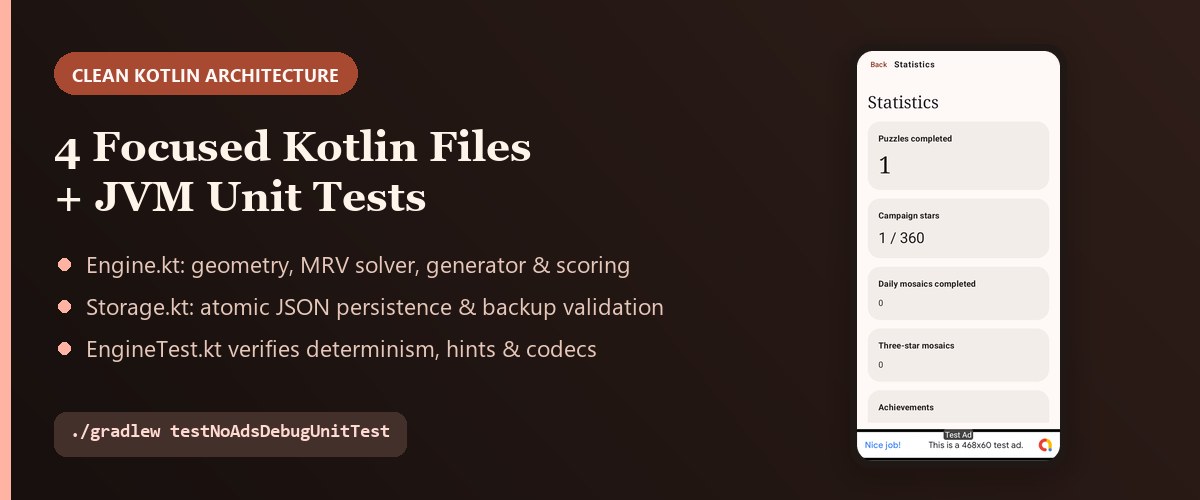 CLEAN KOTLIN ARCHITECTURE
4 Focused Kotlin Files
+ JVM Unit Tests
Engine.kt: geometry, MRV solver, generator & scoring
Storage.kt: atomic JSON persistence & backup validation
EngineTest.kt verifies determinism, hints & codecs
./gradlew testNoAdsDebugUnitTest
Back Statistics
Statistics
Puzzles completed
1
Campaign stars
1 / 360
Daily mosaics completed
0
Three-star mosaics
0
Achievements
Test Ad
Nice job! This is a 468x60 test ad.